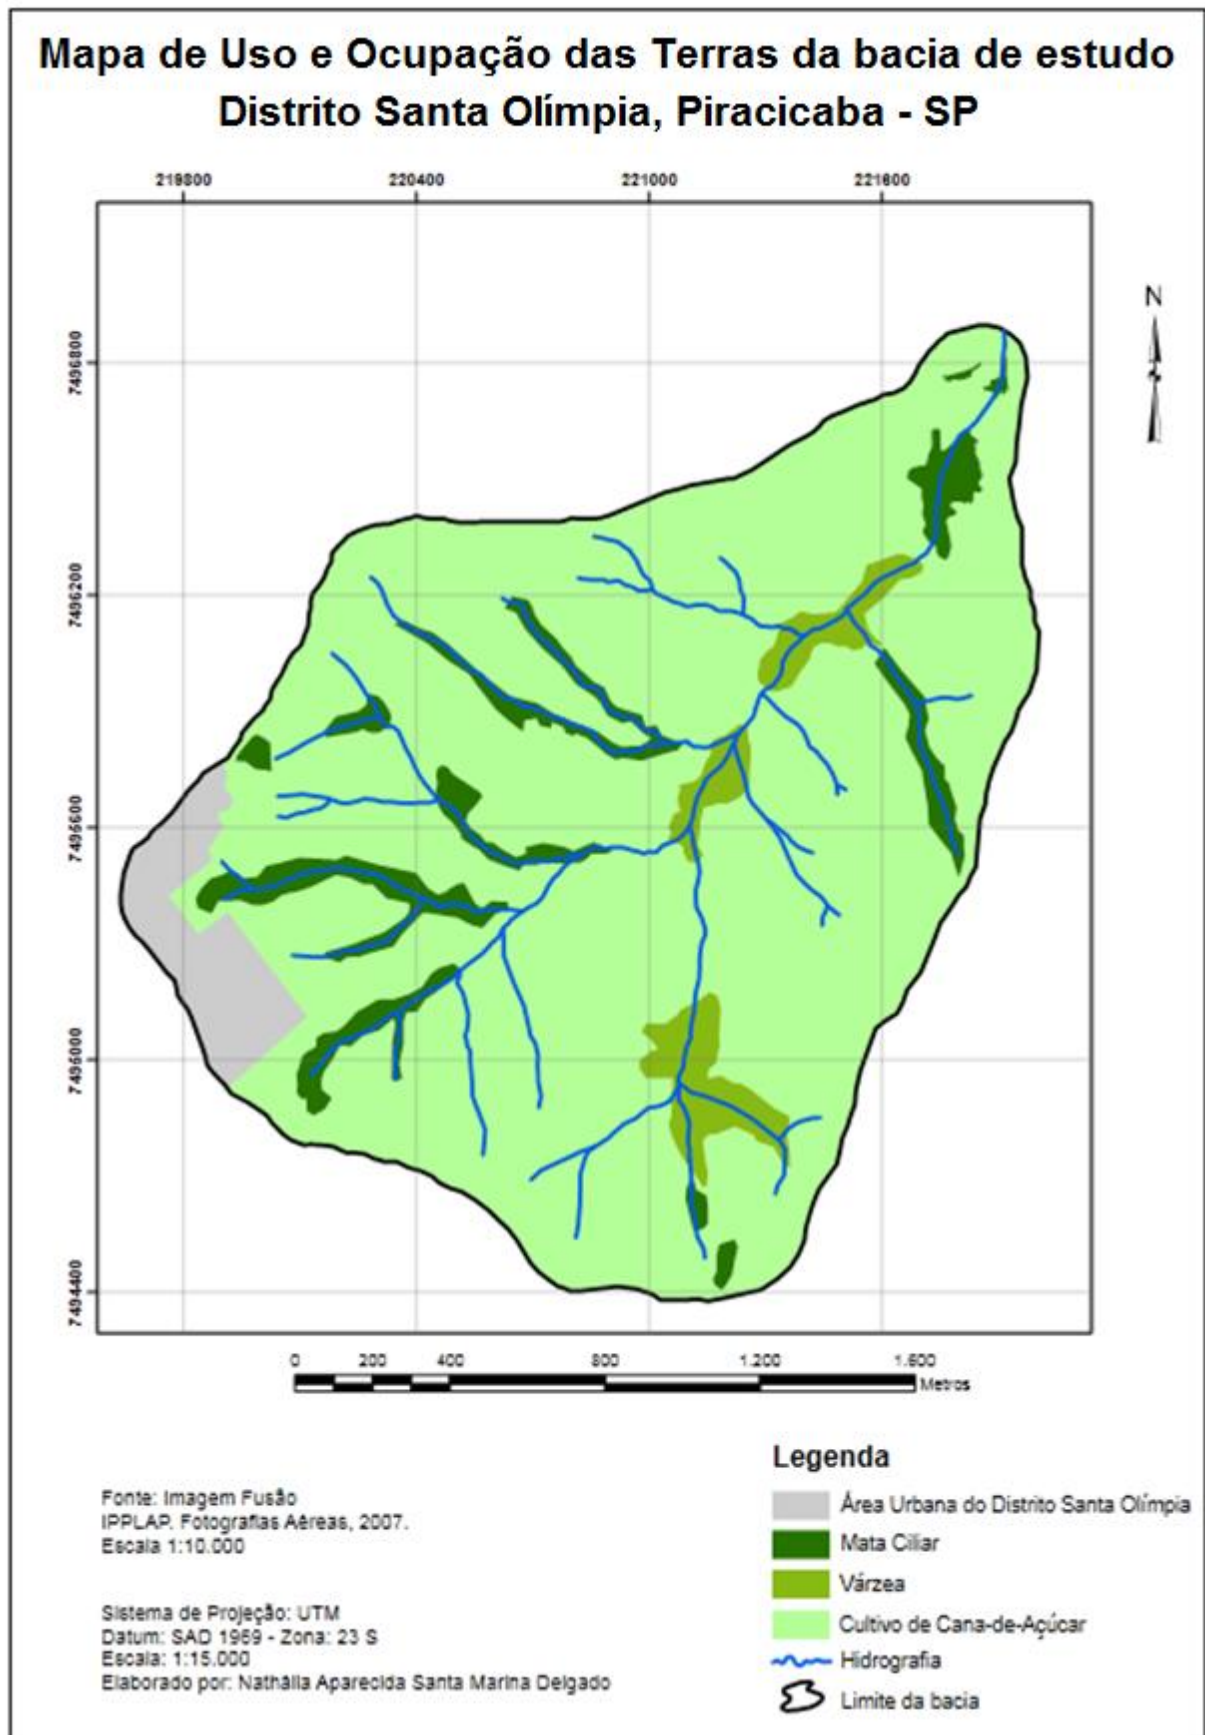 Mapa de Uso e Ocupação das Terras da bacia de estudo
Distrito Santa Olímpia, Piracicaba - SP
219800 220400 221000 221600
N
7496800
7496200
7495600
7495000
7494400
0 200 400 800 1.200 1.600
Metros
Legenda
Área Urbana do Distrito Santa Olímpia
Mata Ciliar
Várzea
Cultivo de Cana-de-Açúcar
Hidrografia
Limite da bacia
Fonte: Imagem Fusão
IPPLAP. Fotografias Aéreas, 2007.
Escala 1:10.000
Sistema de Projeção: UTM
Datum: SAD 1969 - Zona: 23 S
Escala: 1:15.000
Elaborado por: Nathália Aparecida Santa Marina Delgado